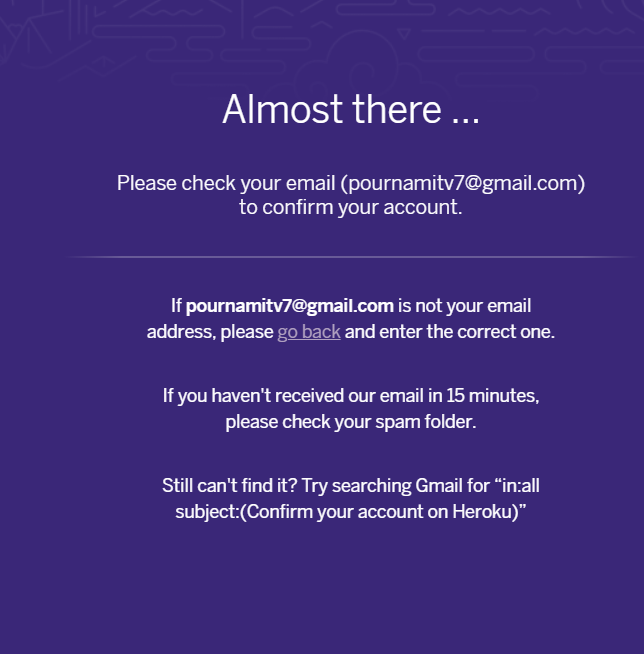 Almost there ...
Please check your email (pournamitv7@gmail.com)
to confirm your account.
If pournamitv7@gmail.com is not your email
address, please go back and enter the correct one.
If you haven't received our email in 15 minutes,
please check your spam folder.
Still can't find it? Try searching Gmail for “in:all
subject:(Confirm your account on Heroku)”